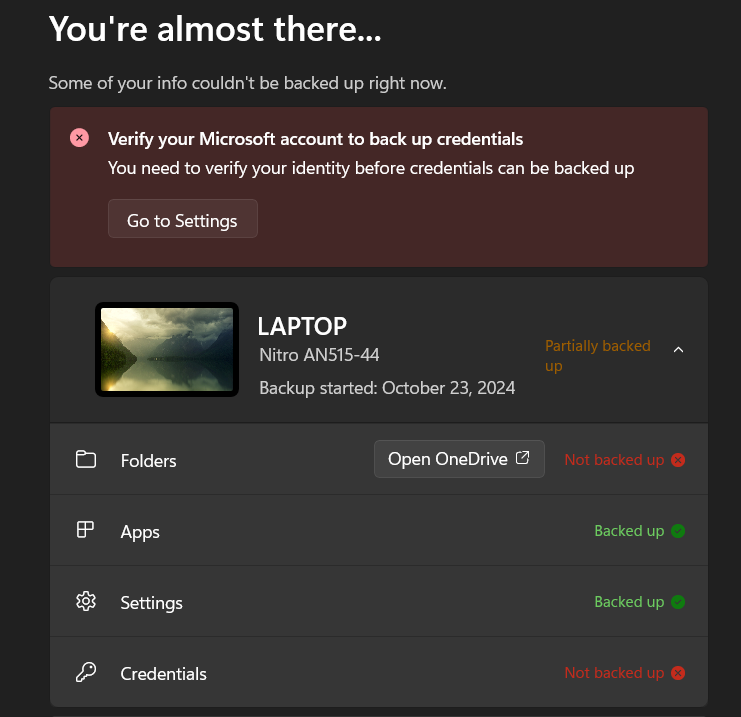 You're almost there...
Some of your info couldn't be backed up right now.
Verify your Microsoft account to back up credentials
You need to verify your identity before credentials can be backed up
Go to Settings
LAPTOP
Nitro AN515-44
Backup started: October 23, 2024
Partially backed
up
Folders
Open OneDrive
Not backed up
Apps
Backed up
Settings
Backed up
Credentials
Not backed up